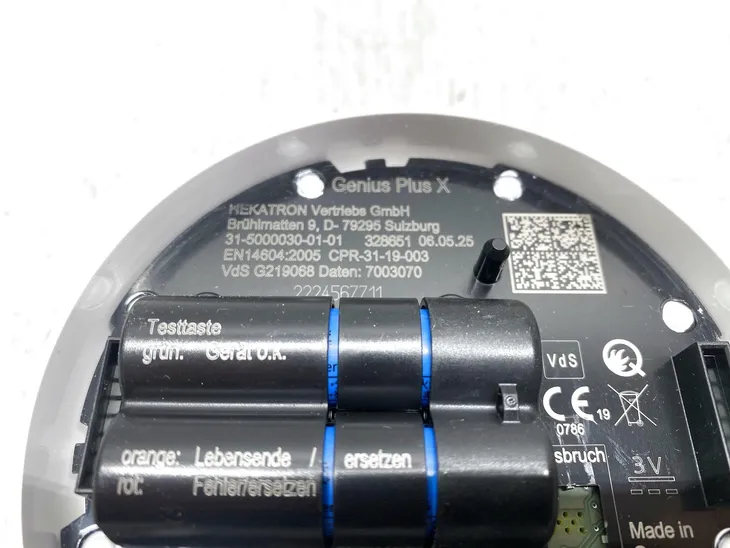 Genius Plus X
HEKATRON Vertriebs GmbH
Brühlmatten 9, D- 79295 Sulzburg
31-5000030-01-01 328651 06.05.25
EN14604:2005 CPR-31-19-003
VdS G219068 Daten: 7003070
2224567711
Testtaste
grün: Gerät o.k.
VdS
CE 19
0786
orange: Lebensende / ersetzen
sbruch
rot: Fehler/ersetzen
3V
Made in